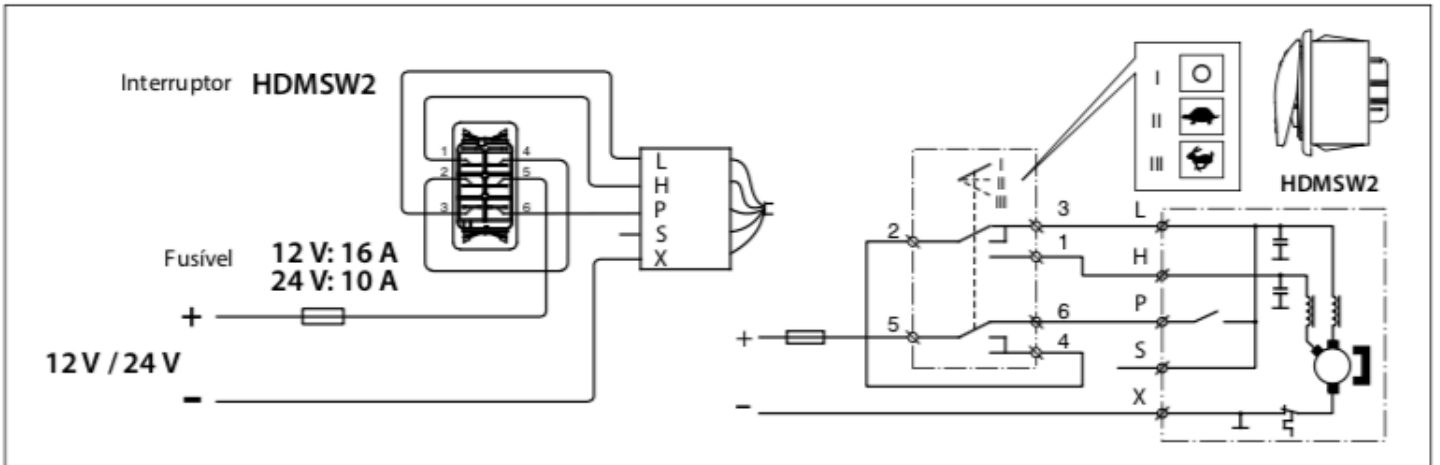 Interruptor HDMSW2
1 4
2 5
3 6
L
H
P
S
X
Fusível 12 V: 16 A
24 V: 10 A
+
12 V / 24 V
-
I
II
III
2
5
3
1
6
4
+
-
L
H
P
S
X
I
II
III
HDMSW2